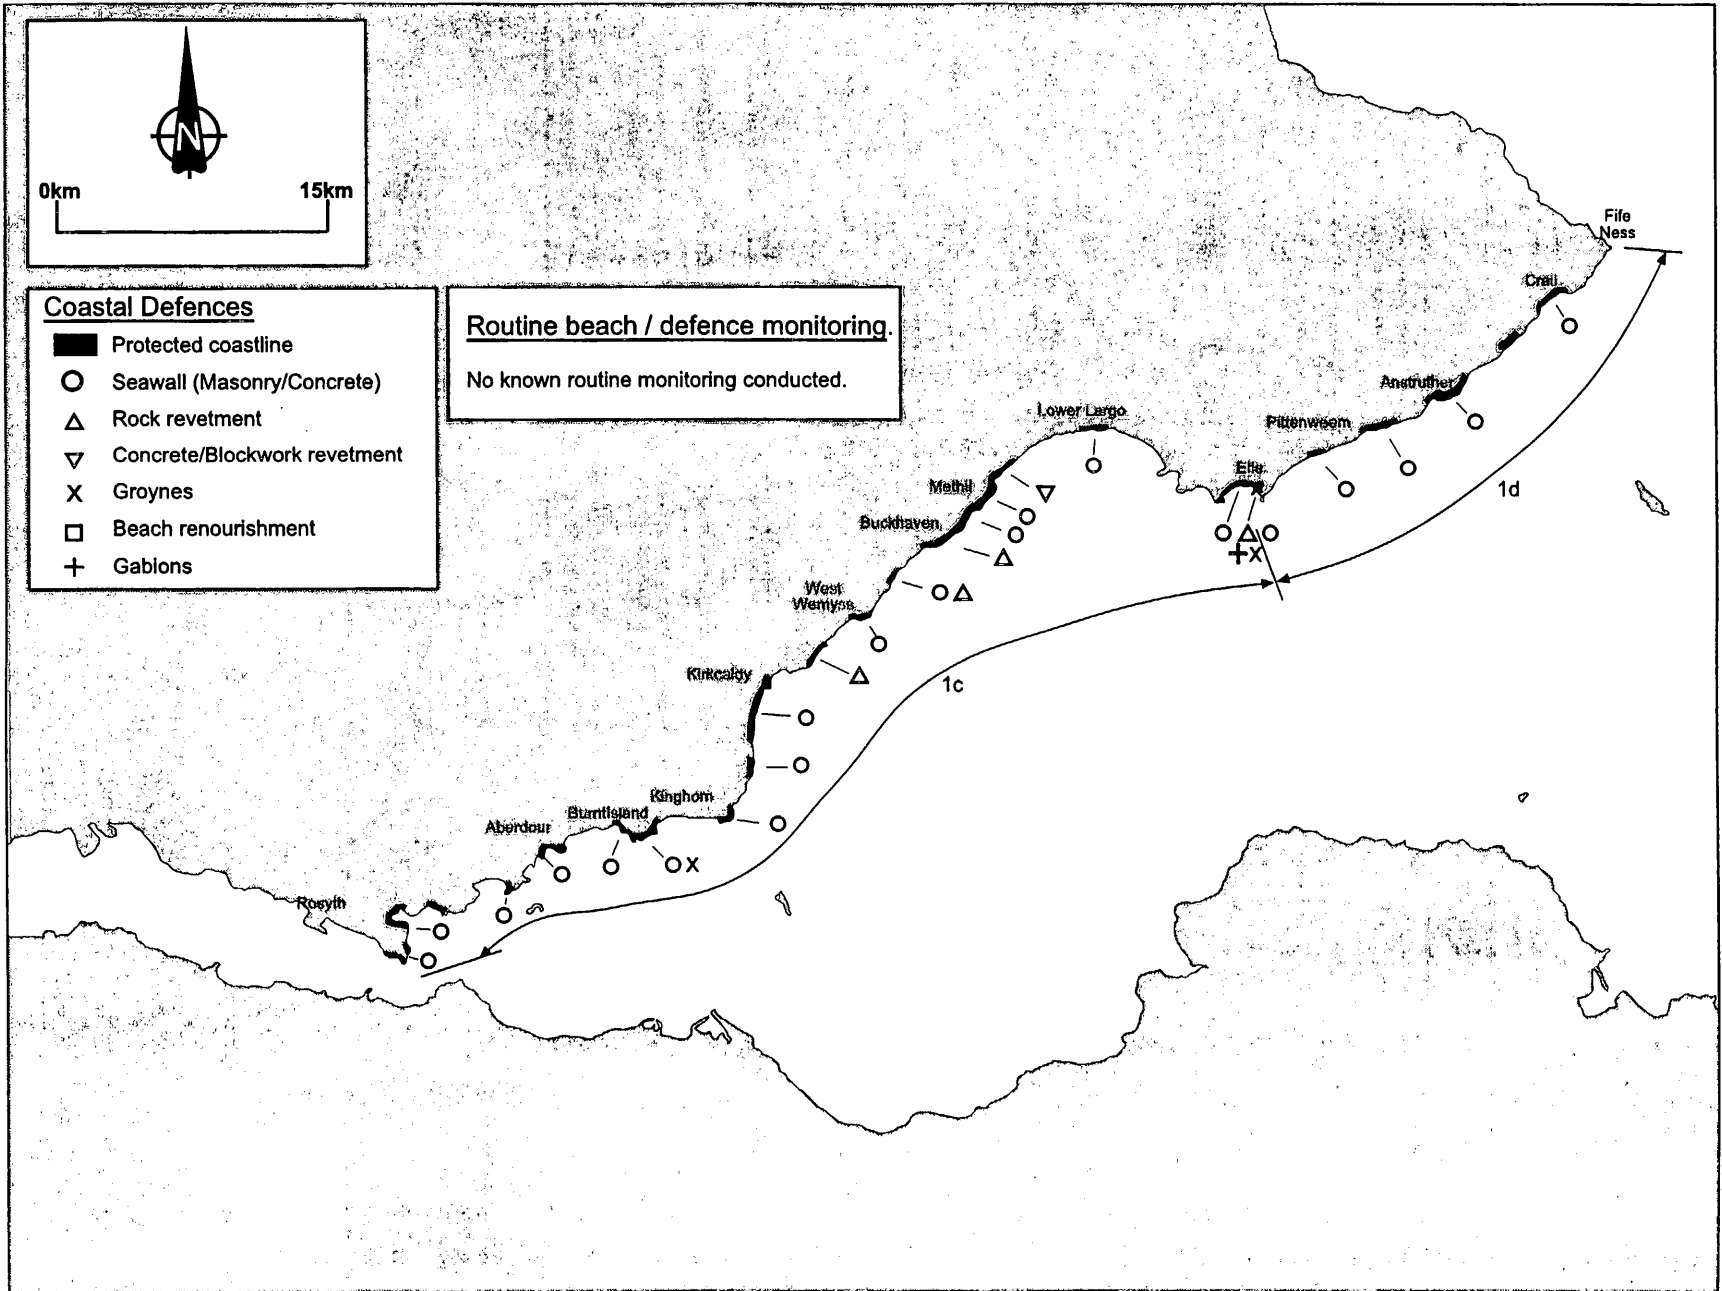 N
0km 15km
Coastal Defences
Protected coastline
Seawall (Masonry/Concrete)
Rock revetment
Concrete/Blockwork revetment
X Groynes
Beach renourishment
Gabions
Routine beach / defence monitoring.
No known routine monitoring conducted.
Fife
Ness
Crail
Anstruther
Pittenweem
Elie
Lower Largo
Methil
Buckhaven
West
Wemyss
Kirkcaldy
Kinghorn
Burntisland
Aberdour
Rosyth
1d
1c
X
X